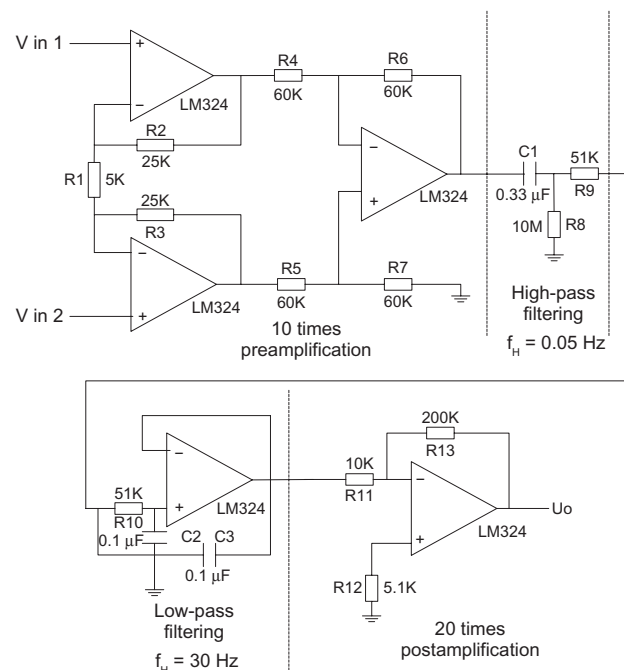 V in 1
+
−
LM324
R4
60K
R6
60K
R2
25K
R1
5K
25K
R3
−
+
LM324
V in 2
−
+
LM324
R5
60K
R7
60K
10 times
preamplification
C1
0.33 μF
51K
R9
10M
R8
High-pass
filtering
f_H = 0.05 Hz
−
+
LM324
51K
R10
0.1 μF
C2
C3
0.1 μF
Low-pass
filtering
f_H = 30 Hz
200K
R13
10K
R11
−
+
LM324
Uo
R12
5.1K
20 times
postamplification